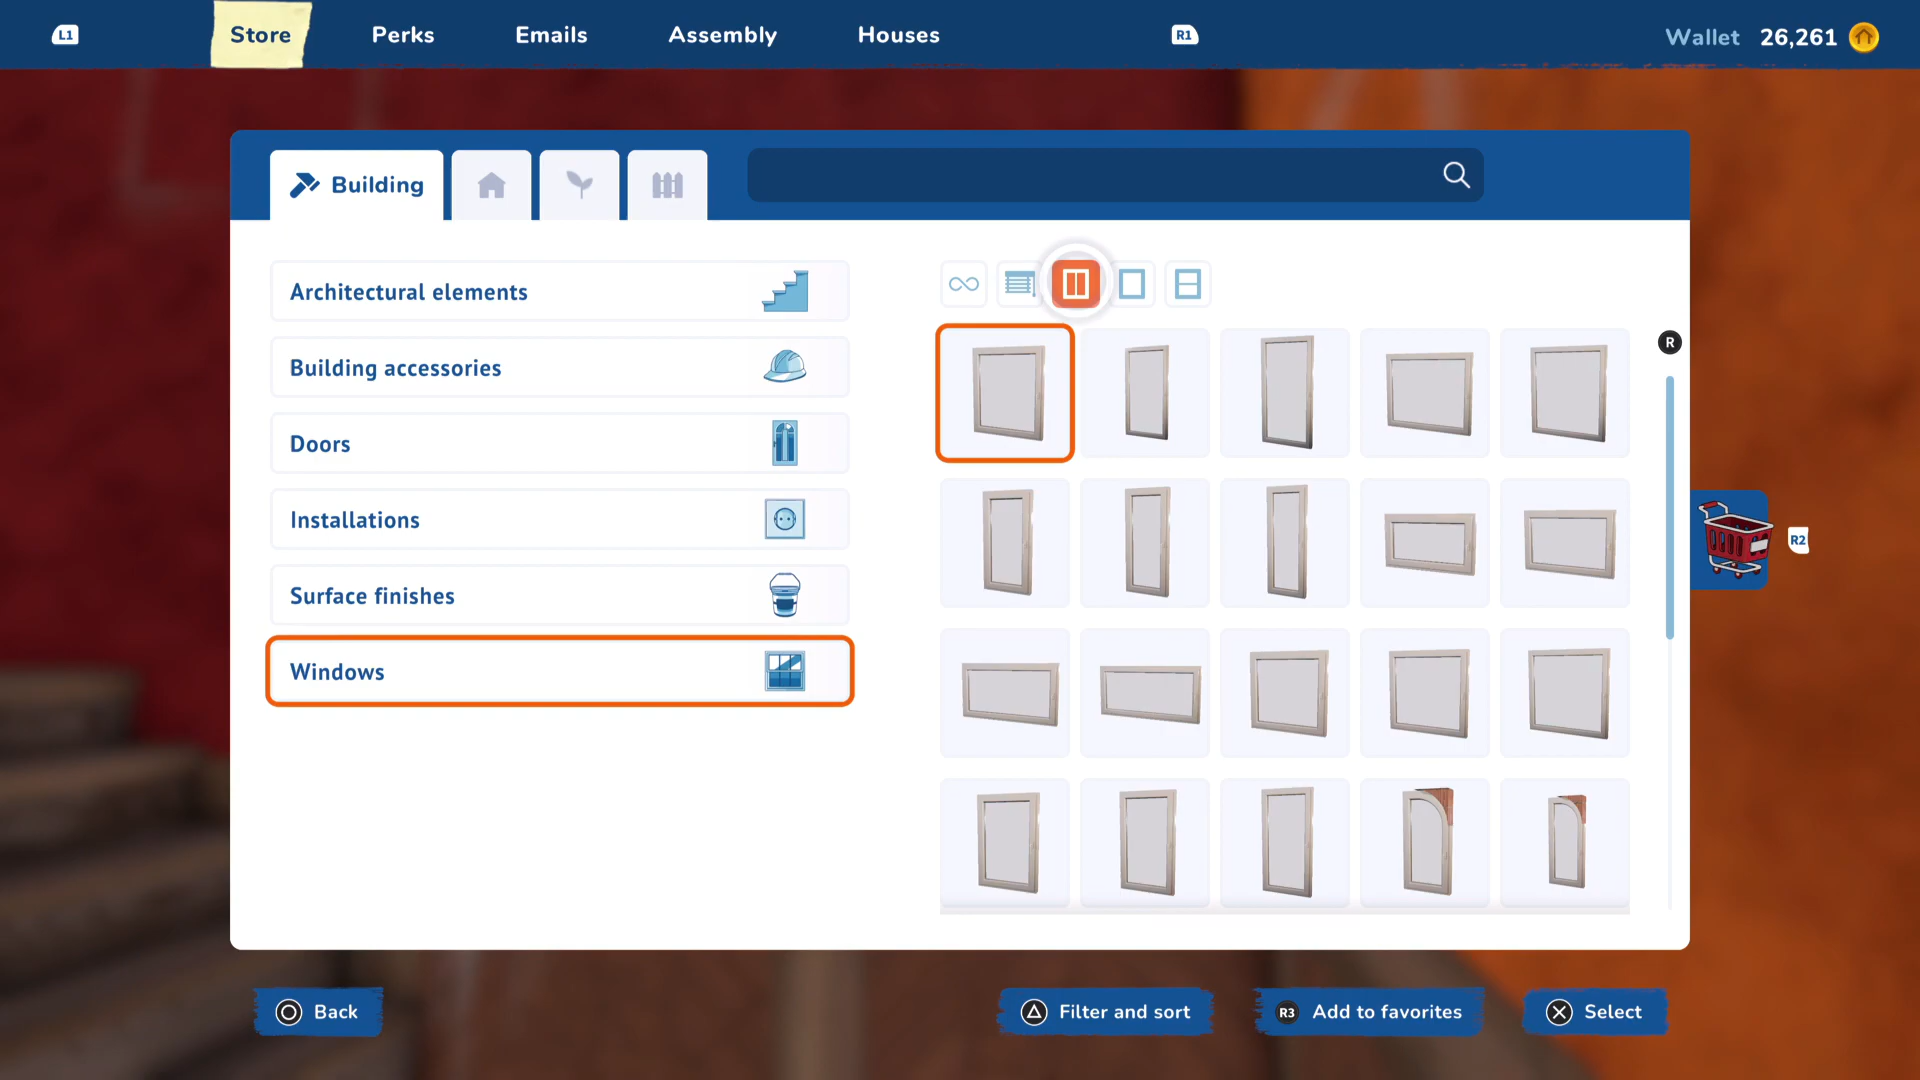 L1 Store Perks Emails Assembly Houses R1 Wallet 26,261
Building
Architectural elements
Building accessories
Doors
Installations
Surface finishes
Windows
R
R2
Back Filter and sort R3 Add to favorites Select